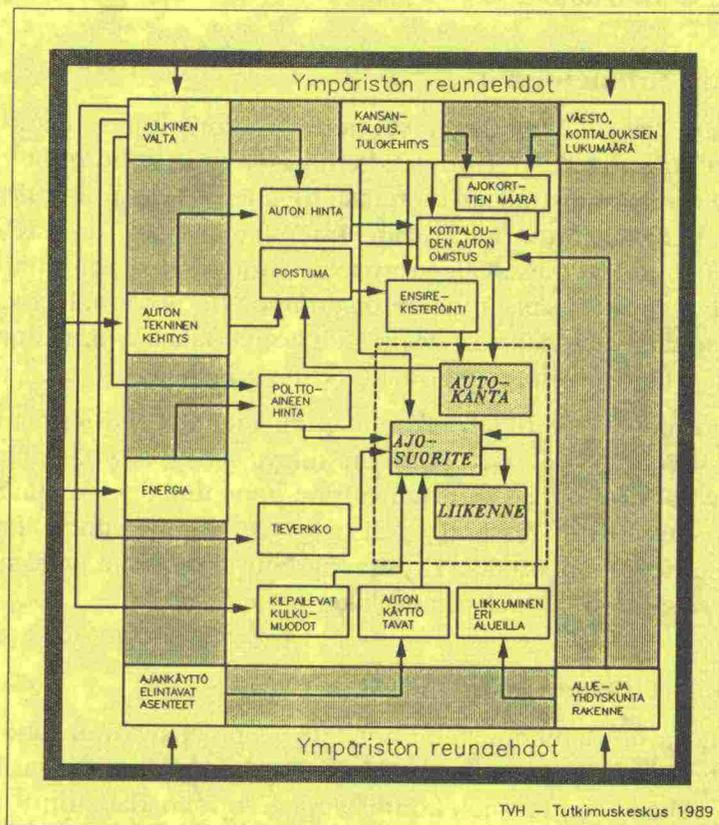 Ympäristön reunaehdot
JULKINEN
VALTA
KANSAN-
TALOUS,
TULOKEHITYS
VÄESTÖ,
KOTITALOUKSIEN
LUKUMÄÄRÄ
AJOKORT-
TIEN MÄÄRÄ
AUTON HINTA
KOTITALOU-
DEN AUTON
OMISTUS
POISTUMA
ENSIRE-
KISTERÖINTI
AUTON
TEKNINEN
KEHITYS
AUTO-
KANTA
POLTTO-
AINEEN
HINTA
AJO-
SUORITE
ENERGIA
LIIKENNE
TIEVERKKO
KILPAILEVAT
KULKU-
MUODOT
AUTON
KÄYTTÖ
TAVAT
LIIKKUMINEN
ERI
ALUEILLA
AJANKÄYTTÖ
ELINTAVAT
ASENTEET
ALUE- JA
YHDYSKUNTA
RAKENNE
Ympäristön reunaehdot
TVH - Tutkimuskeskus 1989